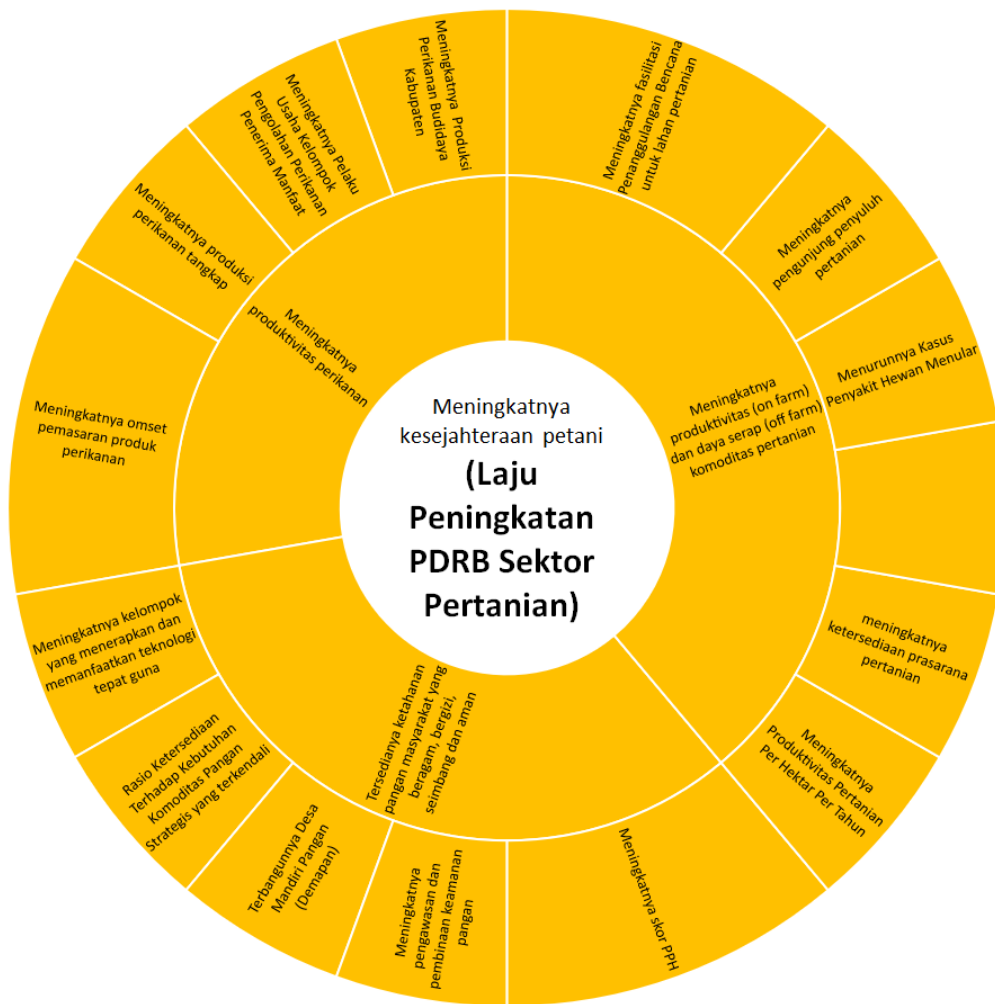 Meningkatnya
kesejahteraan petani
(Laju
Peningkatan
PDRB Sektor
Pertanian)
Meningkatnya
produktivitas (on farm)
dan daya serap (off farm)
komoditas pertanian
Meningkatnya fasilitasi
Penanggulangan Bencana
untuk lahan pertanian
Meningkatnya
pengunjung penyuluh
pertanian
Menurunnya Kasus
Penyakit Hewan Menular
meningkatnya
ketersediaan prasarana
pertanian
Meningkatnya
Produktivitas Pertanian
Per Hektar Per Tahun
Tersedianya ketahanan
pangan masyarakat yang
beragam, bergizi,
seimbang dan aman
Meningkatnya skor PPH
Meningkatnya
pengawasan dan
pembinaan keamanan
pangan
Terbangunnya Desa
Mandiri Pangan
(Demapan)
Rasio Ketersediaan
Terhadap Kebutuhan
Komoditas Pangan
Strategis yang terkendali
Meningkatnya kelompok
yang menerapkan dan
memanfaatkan teknologi
tepat guna
Meningkatnya
produktivitas perikanan
Meningkatnya omset
pemasaran produk
perikanan
Meningkatnya produksi
perikanan tangkap
Meningkatnya Pelaku
Usaha Kelompok
Pengolahan Perikanan
Penerima Manfaat
Meningkatnya Produksi
Perikanan Budidaya
Kabupaten